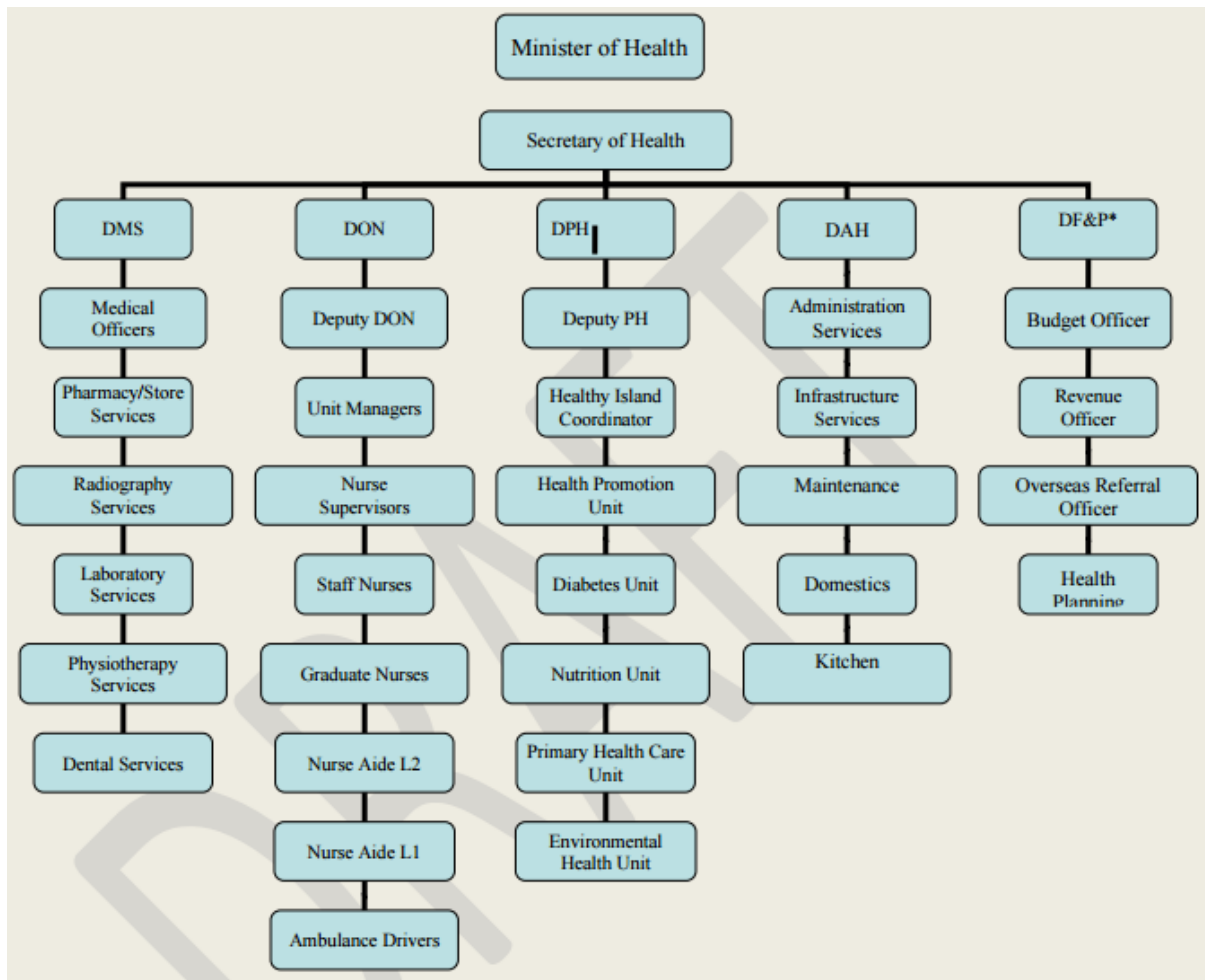 Minister of Health
Secretary of Health
DMS
DON
DPH
DAH
DF&P*
Medical
Officers
Deputy DON
Deputy PH
Administration
Services
Budget Officer
Pharmacy/Store
Services
Unit Managers
Healthy Island
Coordinator
Infrastructure
Services
Revenue
Officer
Radiography
Services
Nurse
Supervisors
Health Promotion
Unit
Maintenance
Overseas Referral
Officer
Laboratory
Services
Staff Nurses
Diabetes Unit
Domestics
Health
Planning
Physiotherapy
Services
Graduate Nurses
Nutrition Unit
Kitchen
Dental Services
Nurse Aide L2
Primary Health Care
Unit
Nurse Aide L1
Environmental
Health Unit
Ambulance Drivers
DRAFT